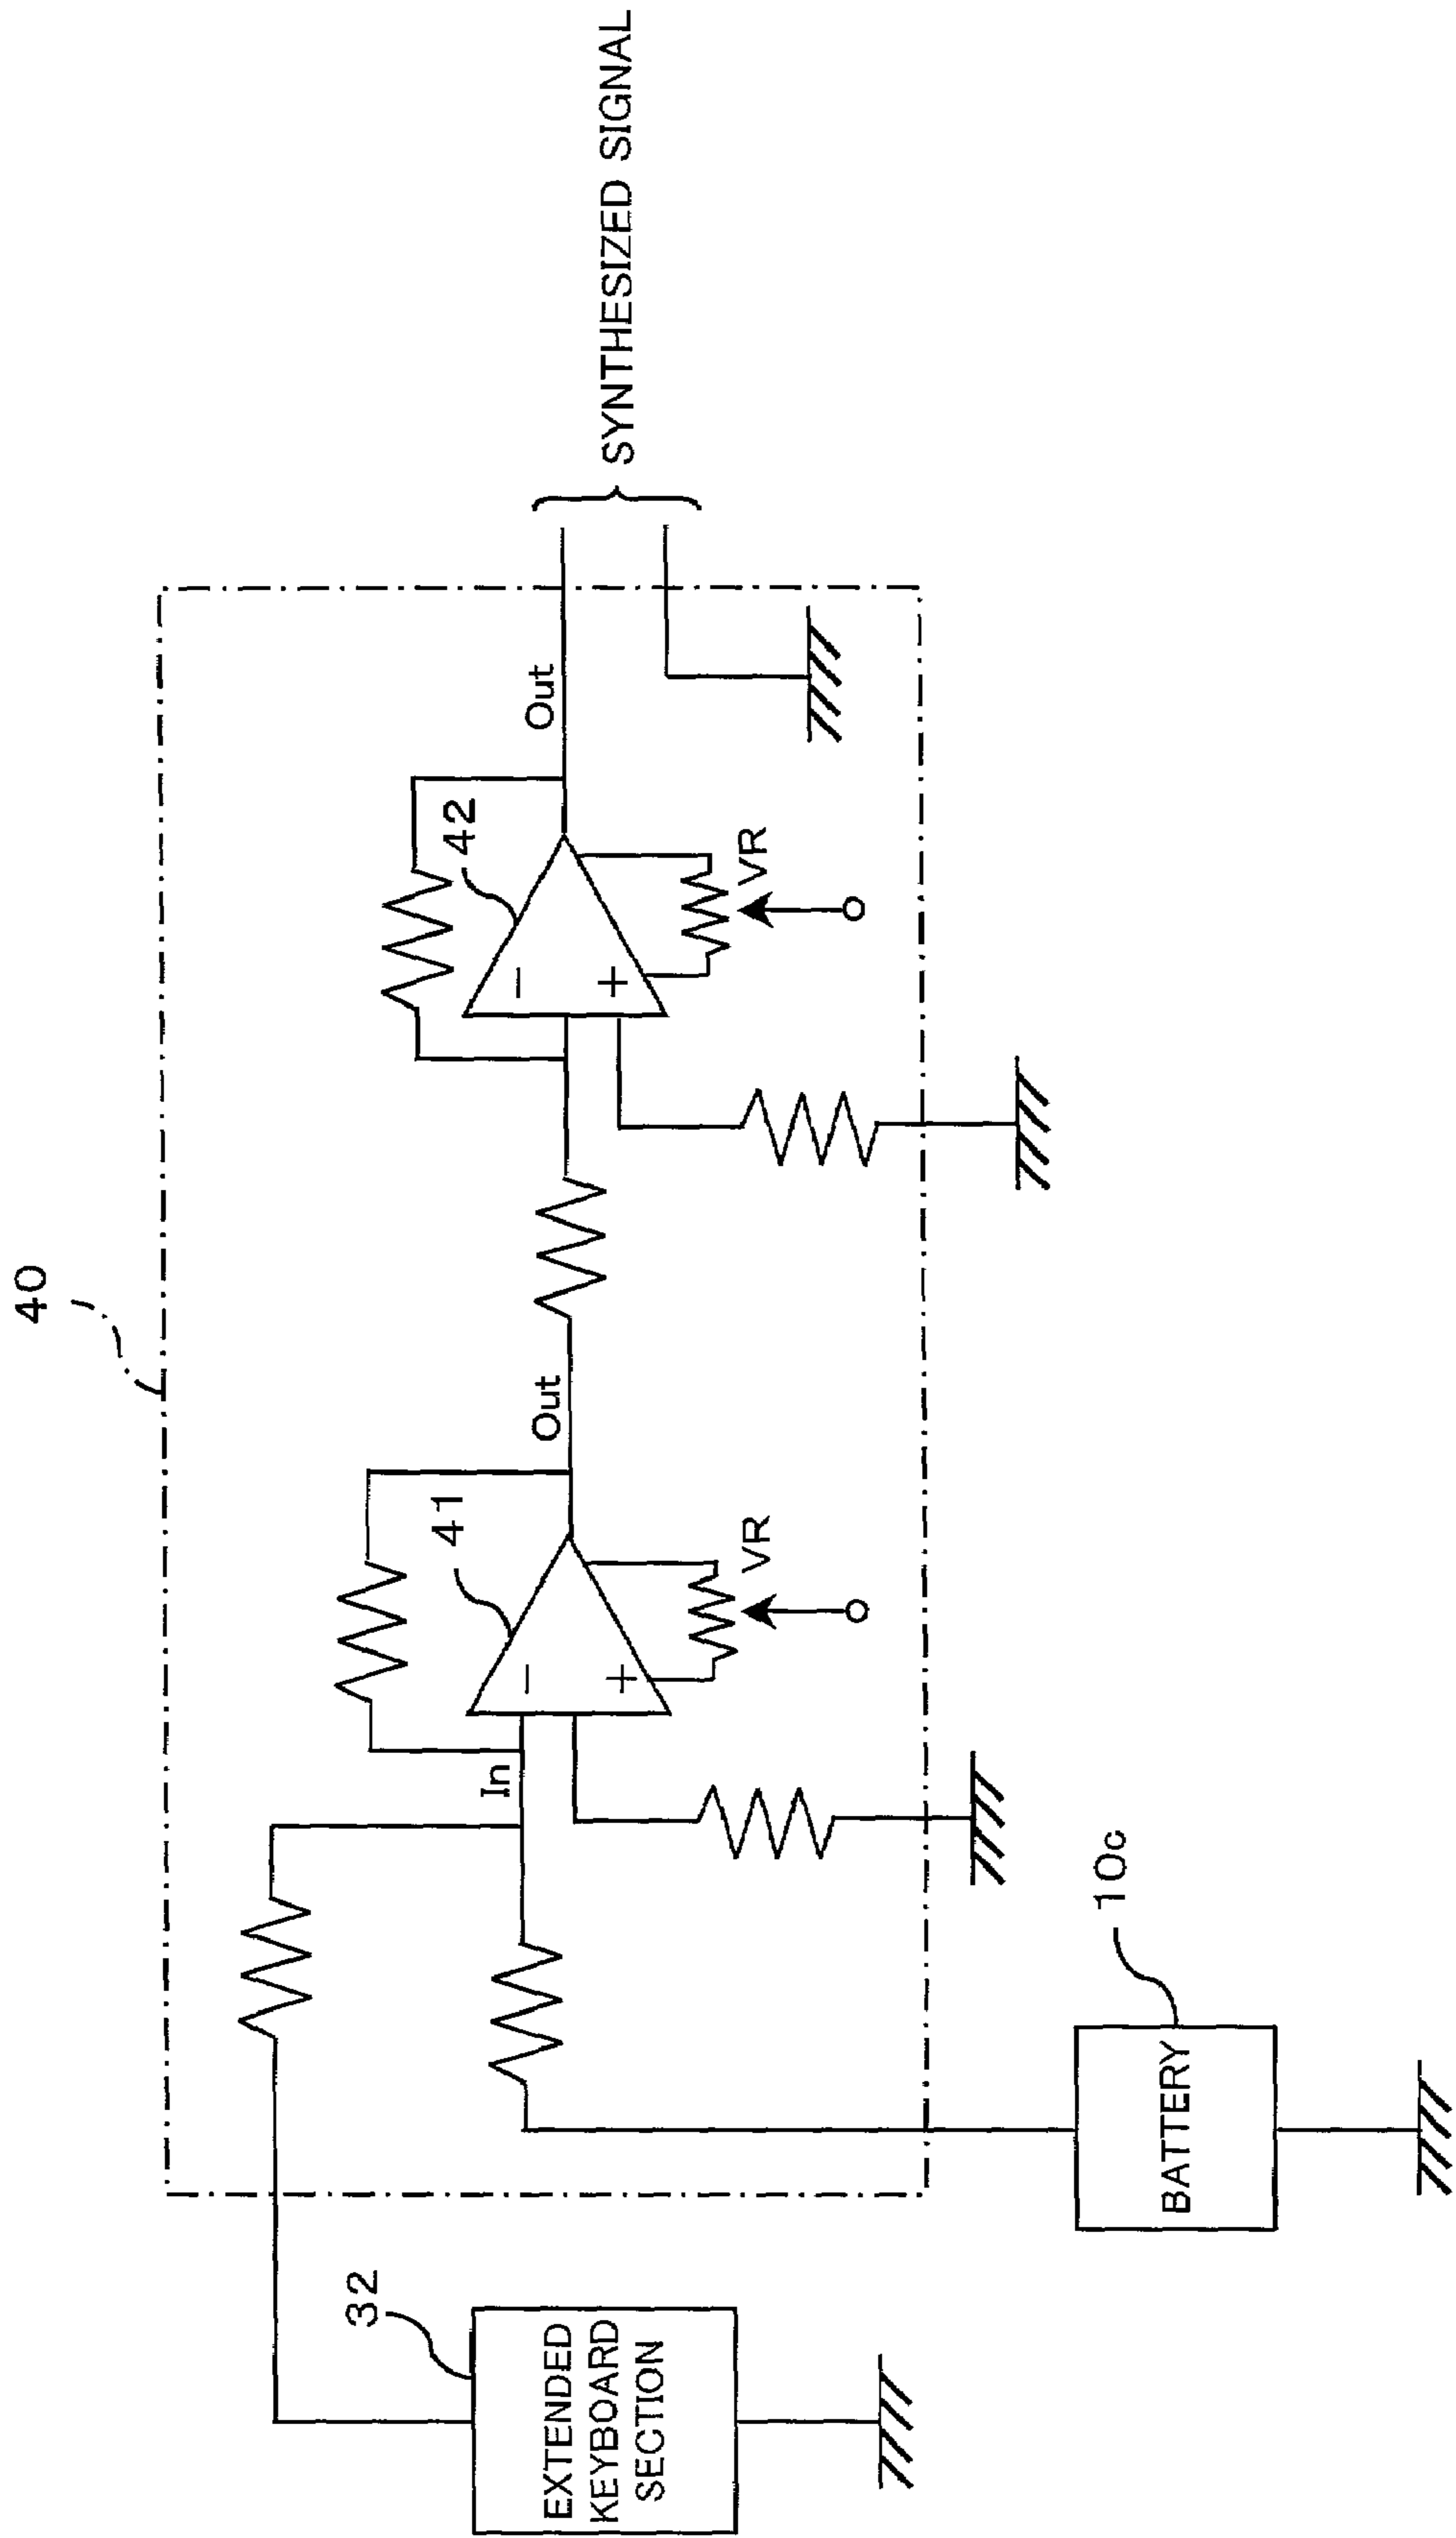 40
32
EXTENDED
KEYBOARD
SECTION
In
−
+
41
VR
Out
−
+
42
VR
Out
SYNTHESIZED SIGNAL
BATTERY
10c